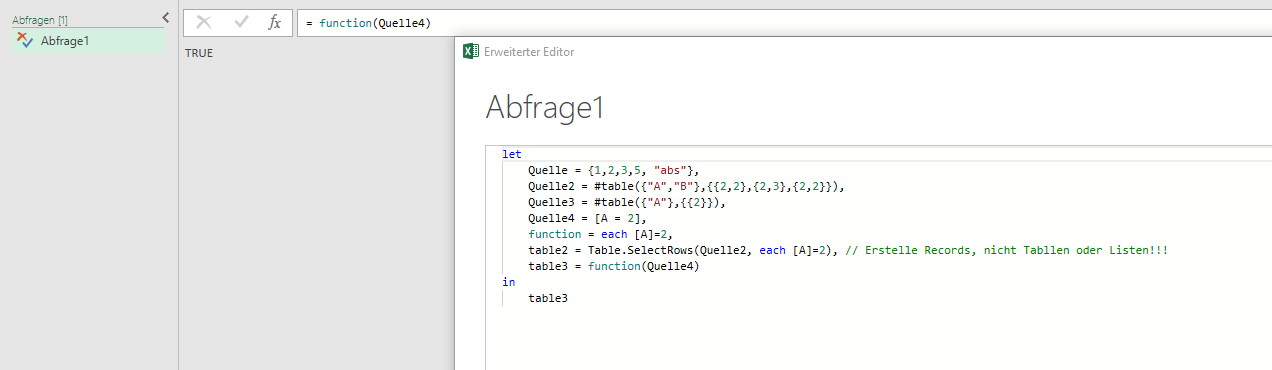 Abfragen [1]
Abfrage1
fx
= function(Quelle4)
TRUE
Erweiterter Editor
Abfrage1
let
Quelle = {1,2,3,5, "abs"},
Quelle2 = #table({"A","B"},{{2,2},{2,3},{2,2}}),
Quelle3 = #table({"A"},{{2}}),
Quelle4 = [A = 2],
function = each [A]=2,
table2 = Table.SelectRows(Quelle2, each [A]=2), // Erstelle Records, nicht Tabllen oder Listen!!!
table3 = function(Quelle4)
in
table3